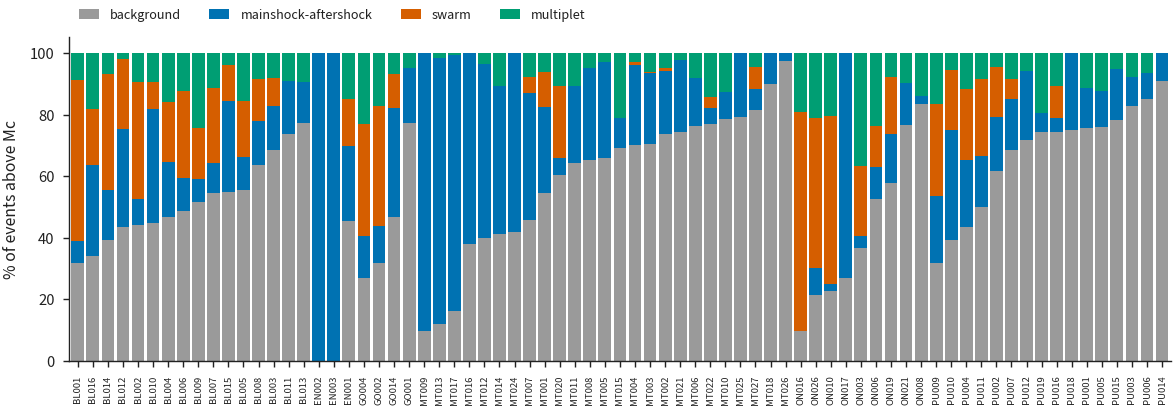 background mainshock-aftershock swarm multiplet
% of events above Mc
100
80
60
40
20
0
BL001 BL016 BL014 BL012 BL002 BL010 BL004 BL006 BL009 BL007 BL015 BL005 BL008 BL003 BL011 BL013 EN002 EN003 EN001 GO004 GO002 GO014 GO001 MT009 MT013 MT017 MT016 MT012 MT014 MT024 MT007 MT001 MT020 MT011 MT008 MT005 MT015 MT004 MT003 MT002 MT021 MT006 MT022 MT010 MT025 MT027 MT018 MT026 ON016 ON026 ON010 ON017 ON003 ON006 ON019 ON021 ON008 PU009 PU010 PU004 PU011 PU002 PU007 PU012 PU019 PU016 PU018 PU001 PU005 PU015 PU003 PU006 PU014